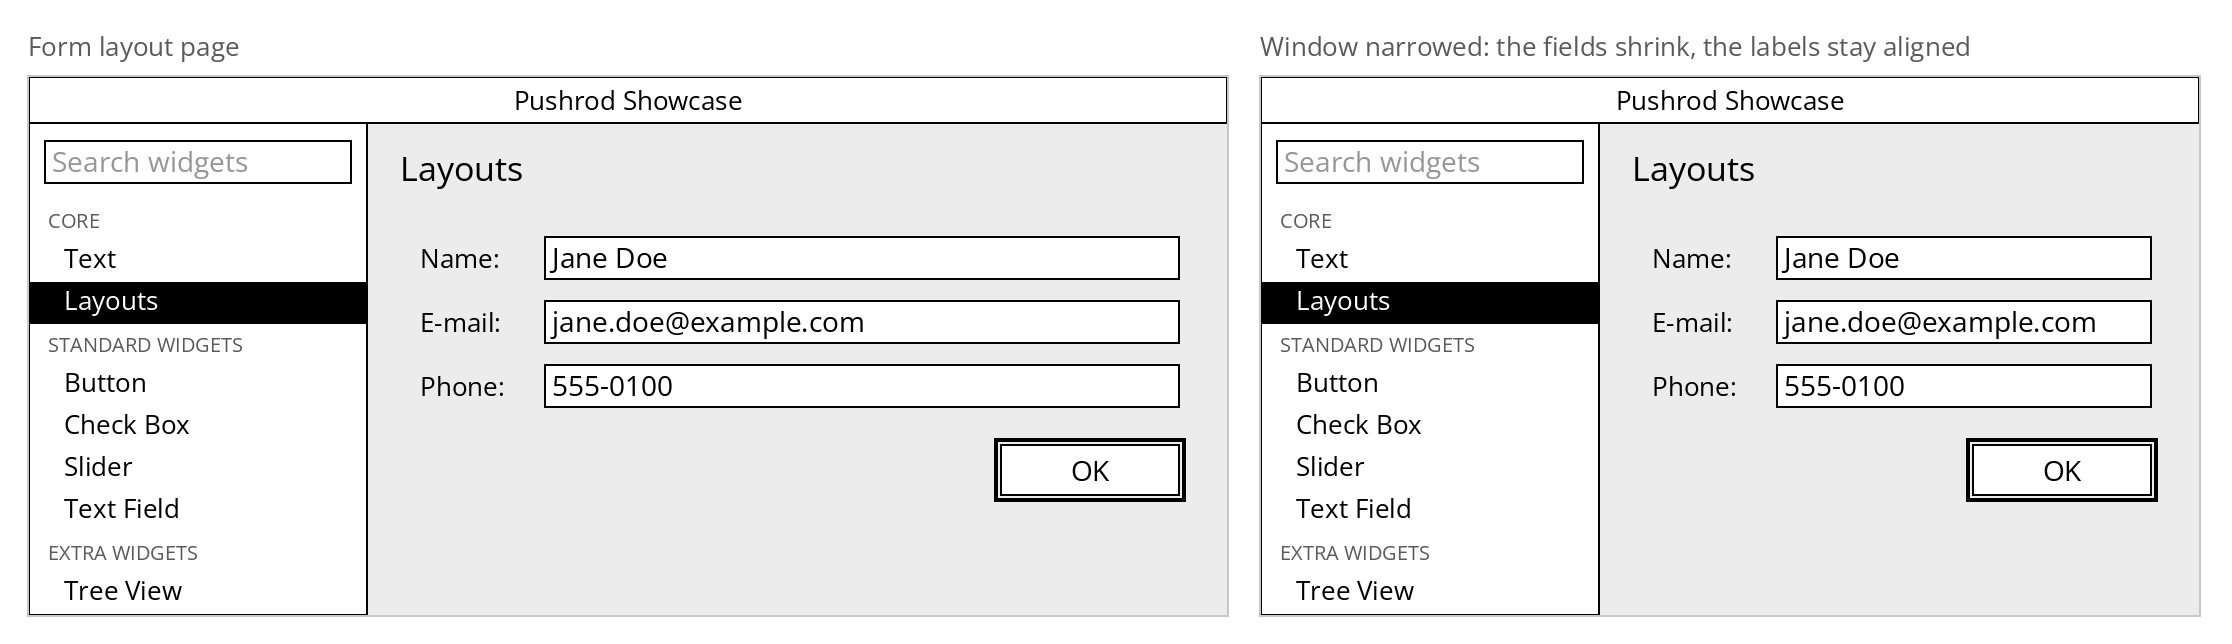 Form layout page
Pushrod Showcase
Search widgets
CORE
Text
Layouts
STANDARD WIDGETS
Button
Check Box
Slider
Text Field
EXTRA WIDGETS
Tree View
Layouts
Name: Jane Doe
E-mail: jane.doe@example.com
Phone: 555-0100
OK
Window narrowed: the fields shrink, the labels stay aligned
Pushrod Showcase
Search widgets
CORE
Text
Layouts
STANDARD WIDGETS
Button
Check Box
Slider
Text Field
EXTRA WIDGETS
Tree View
Layouts
Name: Jane Doe
E-mail: jane.doe@example.com
Phone: 555-0100
OK